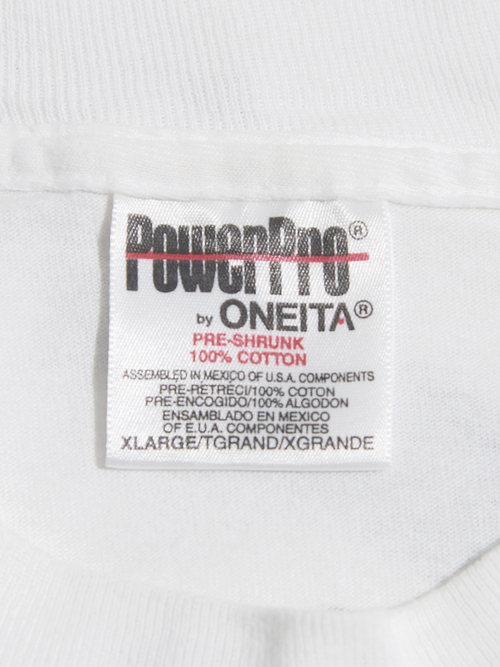 PowerPro®
by ONEITA®
PRE-SHRUNK
100% COTTON
ASSEMBLED IN MEXICO OF U.S.A. COMPONENTS
PRE-RETRECI/100% COTON
PRE-ENCOGIDO/100% ALGODON
ENSAMBLADO EN MEXICO
OF E.U.A. COMPONENTES
XLARGE/TGRAND/XGRANDE